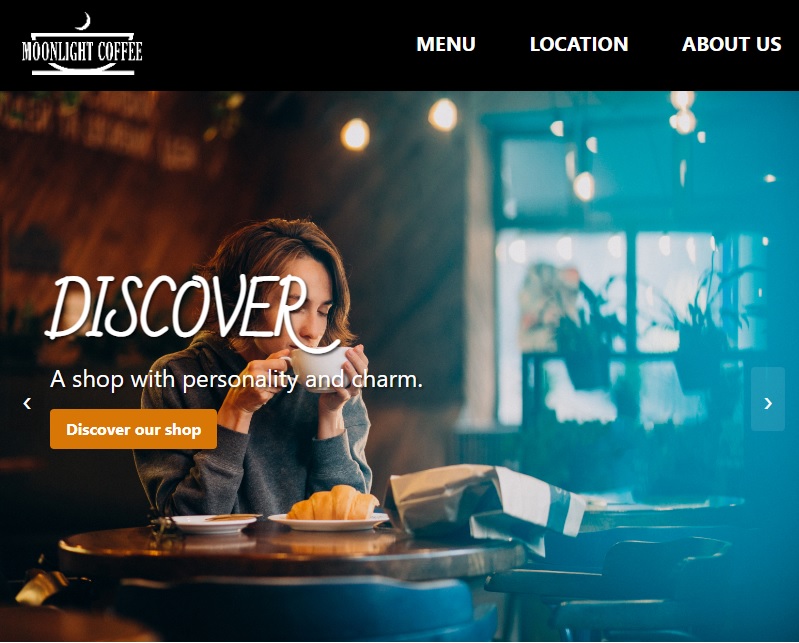 MOONLIGHT COFFEE
MENU LOCATION ABOUT US
DISCOVER
A shop with personality and charm.
‹ ›
Discover our shop